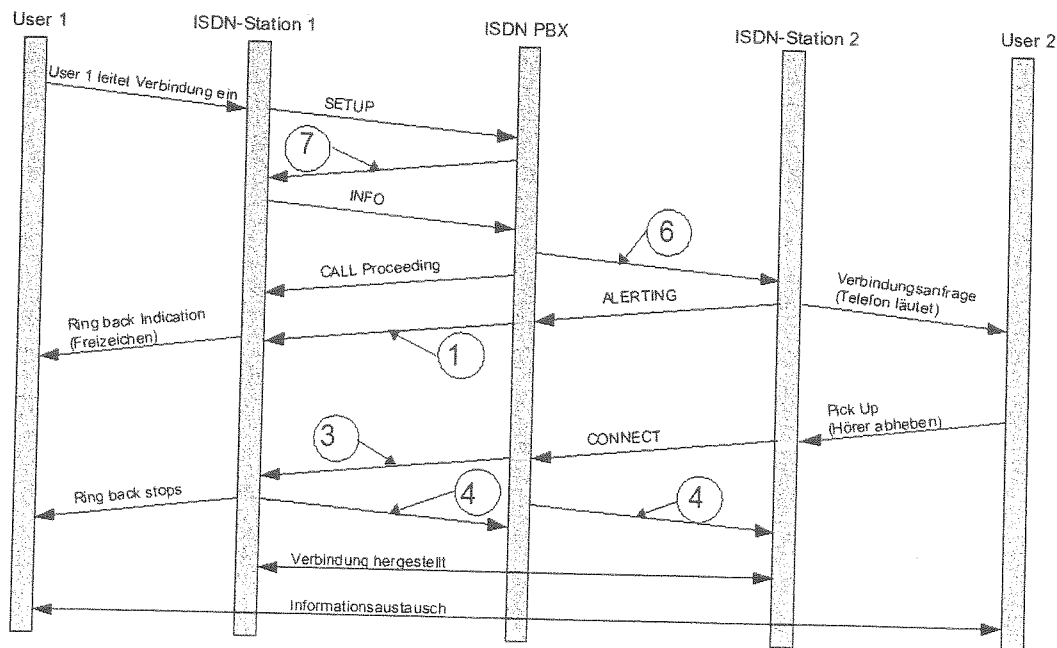 User 1
ISDN-Station 1
ISDN PBX
ISDN-Station 2
User 2
User 1 leitet Verbindung ein
SETUP
7
INFO
6
CALL Proceeding
Verbindungsanfrage
(Telefon läutet)
ALERTING
Ring back Indication
(Freizeichen)
1
Pick Up
(Hörer abheben)
3
CONNECT
Ring back stops
4
4
Verbindung hergestellt
Informationsaustausch